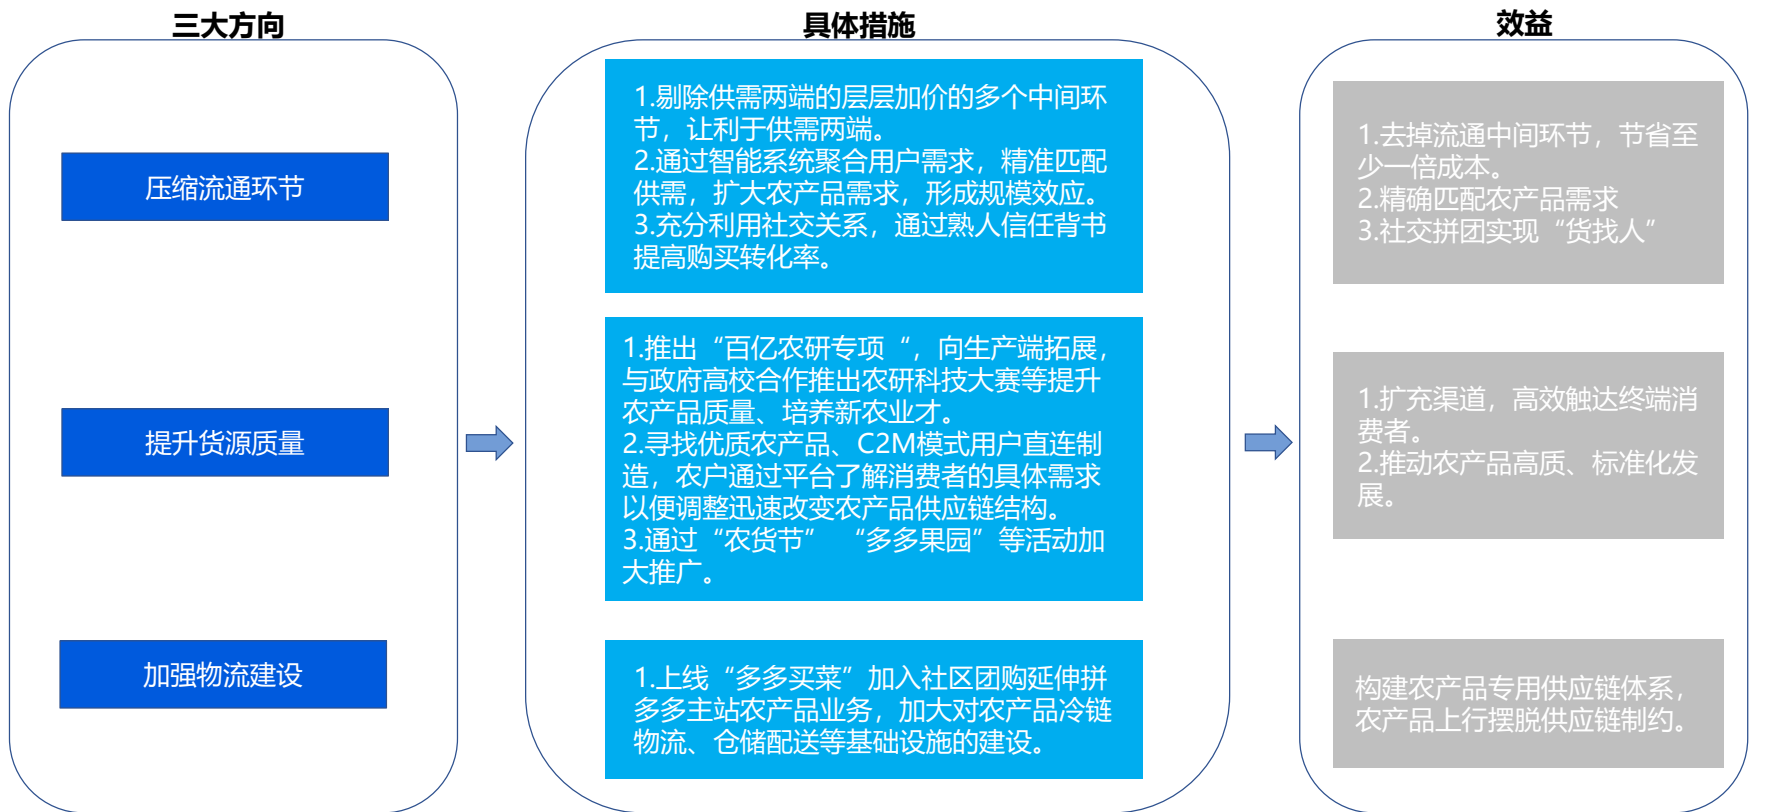 三大方向
具体措施
效益
压缩流通环节
1.剔除供需两端的层层加价的多个中间环
节，让利于供需两端。
2.通过智能系统聚合用户需求，精准匹配
供需，扩大农产品需求，形成规模效应。
3.充分利用社交关系，通过熟人信任背书
提高购买转化率。
1.去掉流通中间环节，节省至
少一倍成本。
2.精确匹配农产品需求
3.社交拼团实现“货找人”
提升货源质量
1.推出“百亿农研专项“，向生产端拓展，
与政府高校合作推出农研科技大赛等提升
农产品质量、培养新农业才。
2.寻找优质农产品、C2M模式用户直连制
造，农户通过平台了解消费者的具体需求
以便调整迅速改变农产品供应链结构。
3.通过“农货节” “多多果园”等活动加
大推广。
1.扩充渠道，高效触达终端消
费者。
2.推动农产品高质、标准化发
展。
加强物流建设
1.上线“多多买菜”加入社区团购延伸拼
多多主站农产品业务，加大对农产品冷链
物流、仓储配送等基础设施的建设。
构建农产品专用供应链体系，
农产品上行摆脱供应链制约。